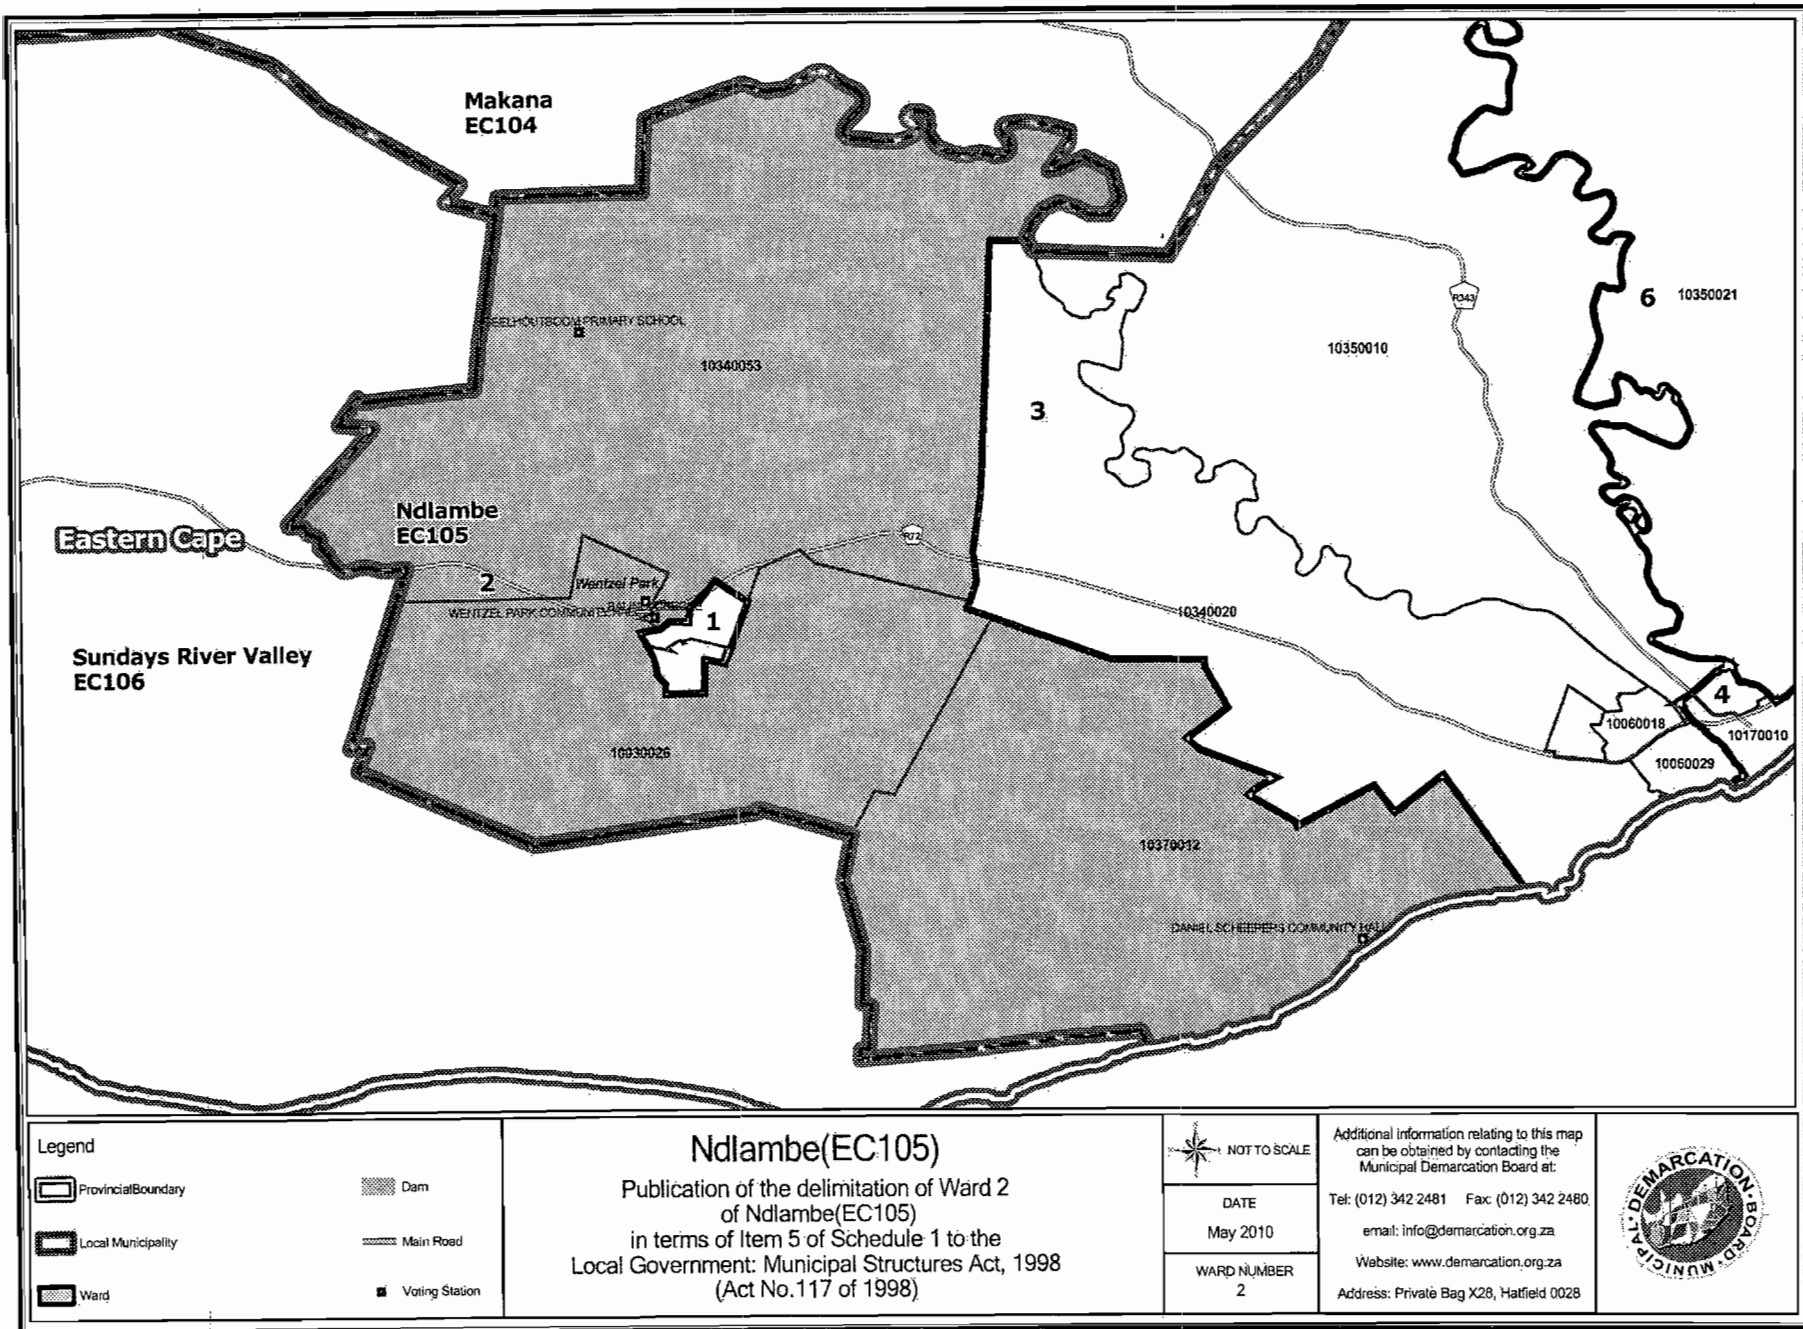 Makana
EC104
R343
6
10350021
PRIMARY SCHOOL
10340053
10350010
3
Ndlambe
EC105
Eastern Cape
R72
2
Wentzel Park
WENTZEL PARK COMMUNITY
1
10340020
Sundays River Valley
EC106
4
10060018
10170010
10030026
10060029
10370012
DANIEL SCHEEPERS COMMUNITY HALL
Legend
ProvincialBoundary
Local Municipality
Ward
Dam
Main Road
Voting Station
Ndlambe(EC105)
Publication of the delimitation of Ward 2
of Ndlambe(EC105)
in terms of Item 5 of Schedule 1 to the
Local Government: Municipal Structures Act, 1998
(Act No.117 of 1998)
NOT TO SCALE
DATE
May 2010
WARD NUMBER
2
Additional information relating to this map
can be obtained by contacting the
Municipal Demarcation Board at:
Tel: (012) 342 2481 Fax: (012) 342 2480
email: info@demarcation.org.za
Website: www.demarcation.org.za
Address: Private Bag X28, Hatfield 0028
MUNICIPAL DEMARCATION BOARD